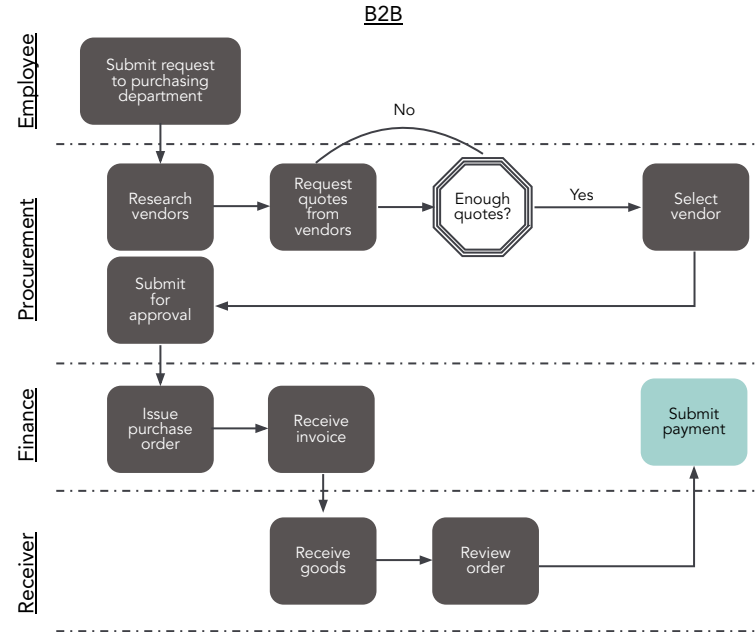 B2B
Employee
Submit request
to purchasing
department
No
Procurement
Research
vendors
Request
quotes
from
vendors
Enough
quotes?
Yes
Select
vendor
Submit
for
approval
Finance
Issue
purchase
order
Receive
invoice
Submit
payment
Receiver
Receive
goods
Review
order